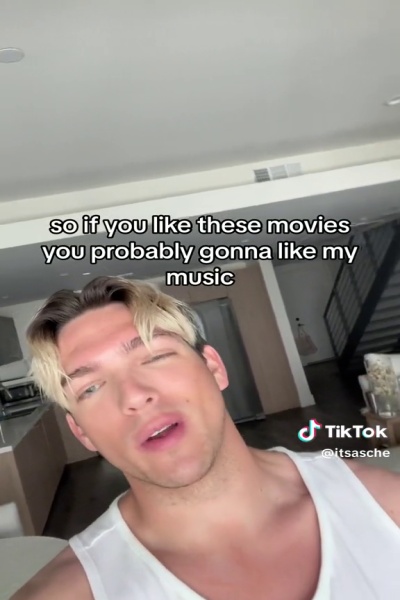 so if you like these movies
you probably gonna like my
music
TikTok
@itsasche